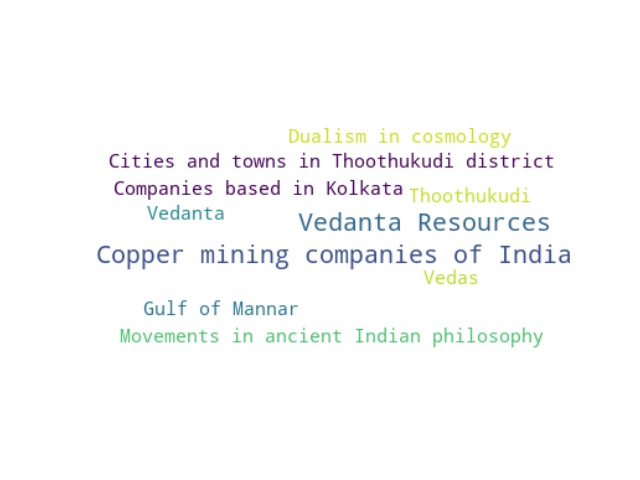 Dualism in cosmology
Cities and towns in Thoothukudi district
Companies based in Kolkata
Thoothukudi
Vedanta
Vedanta Resources
Copper mining companies of India
Vedas
Gulf of Mannar
Movements in ancient Indian philosophy